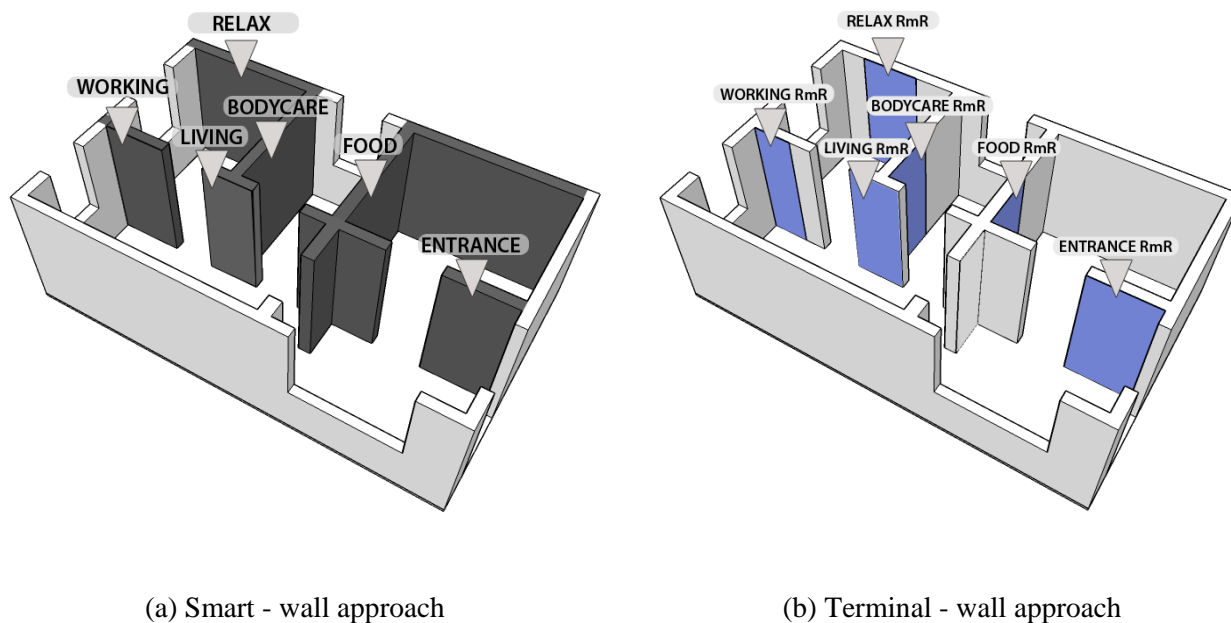 RELAX
WORKING
BODYCARE
LIVING
FOOD
ENTRANCE
(a) Smart - wall approach
RELAX RmR
WORKING RmR
BODYCARE RmR
LIVING RmR
FOOD RmR
ENTRANCE RmR
(b) Terminal - wall approach